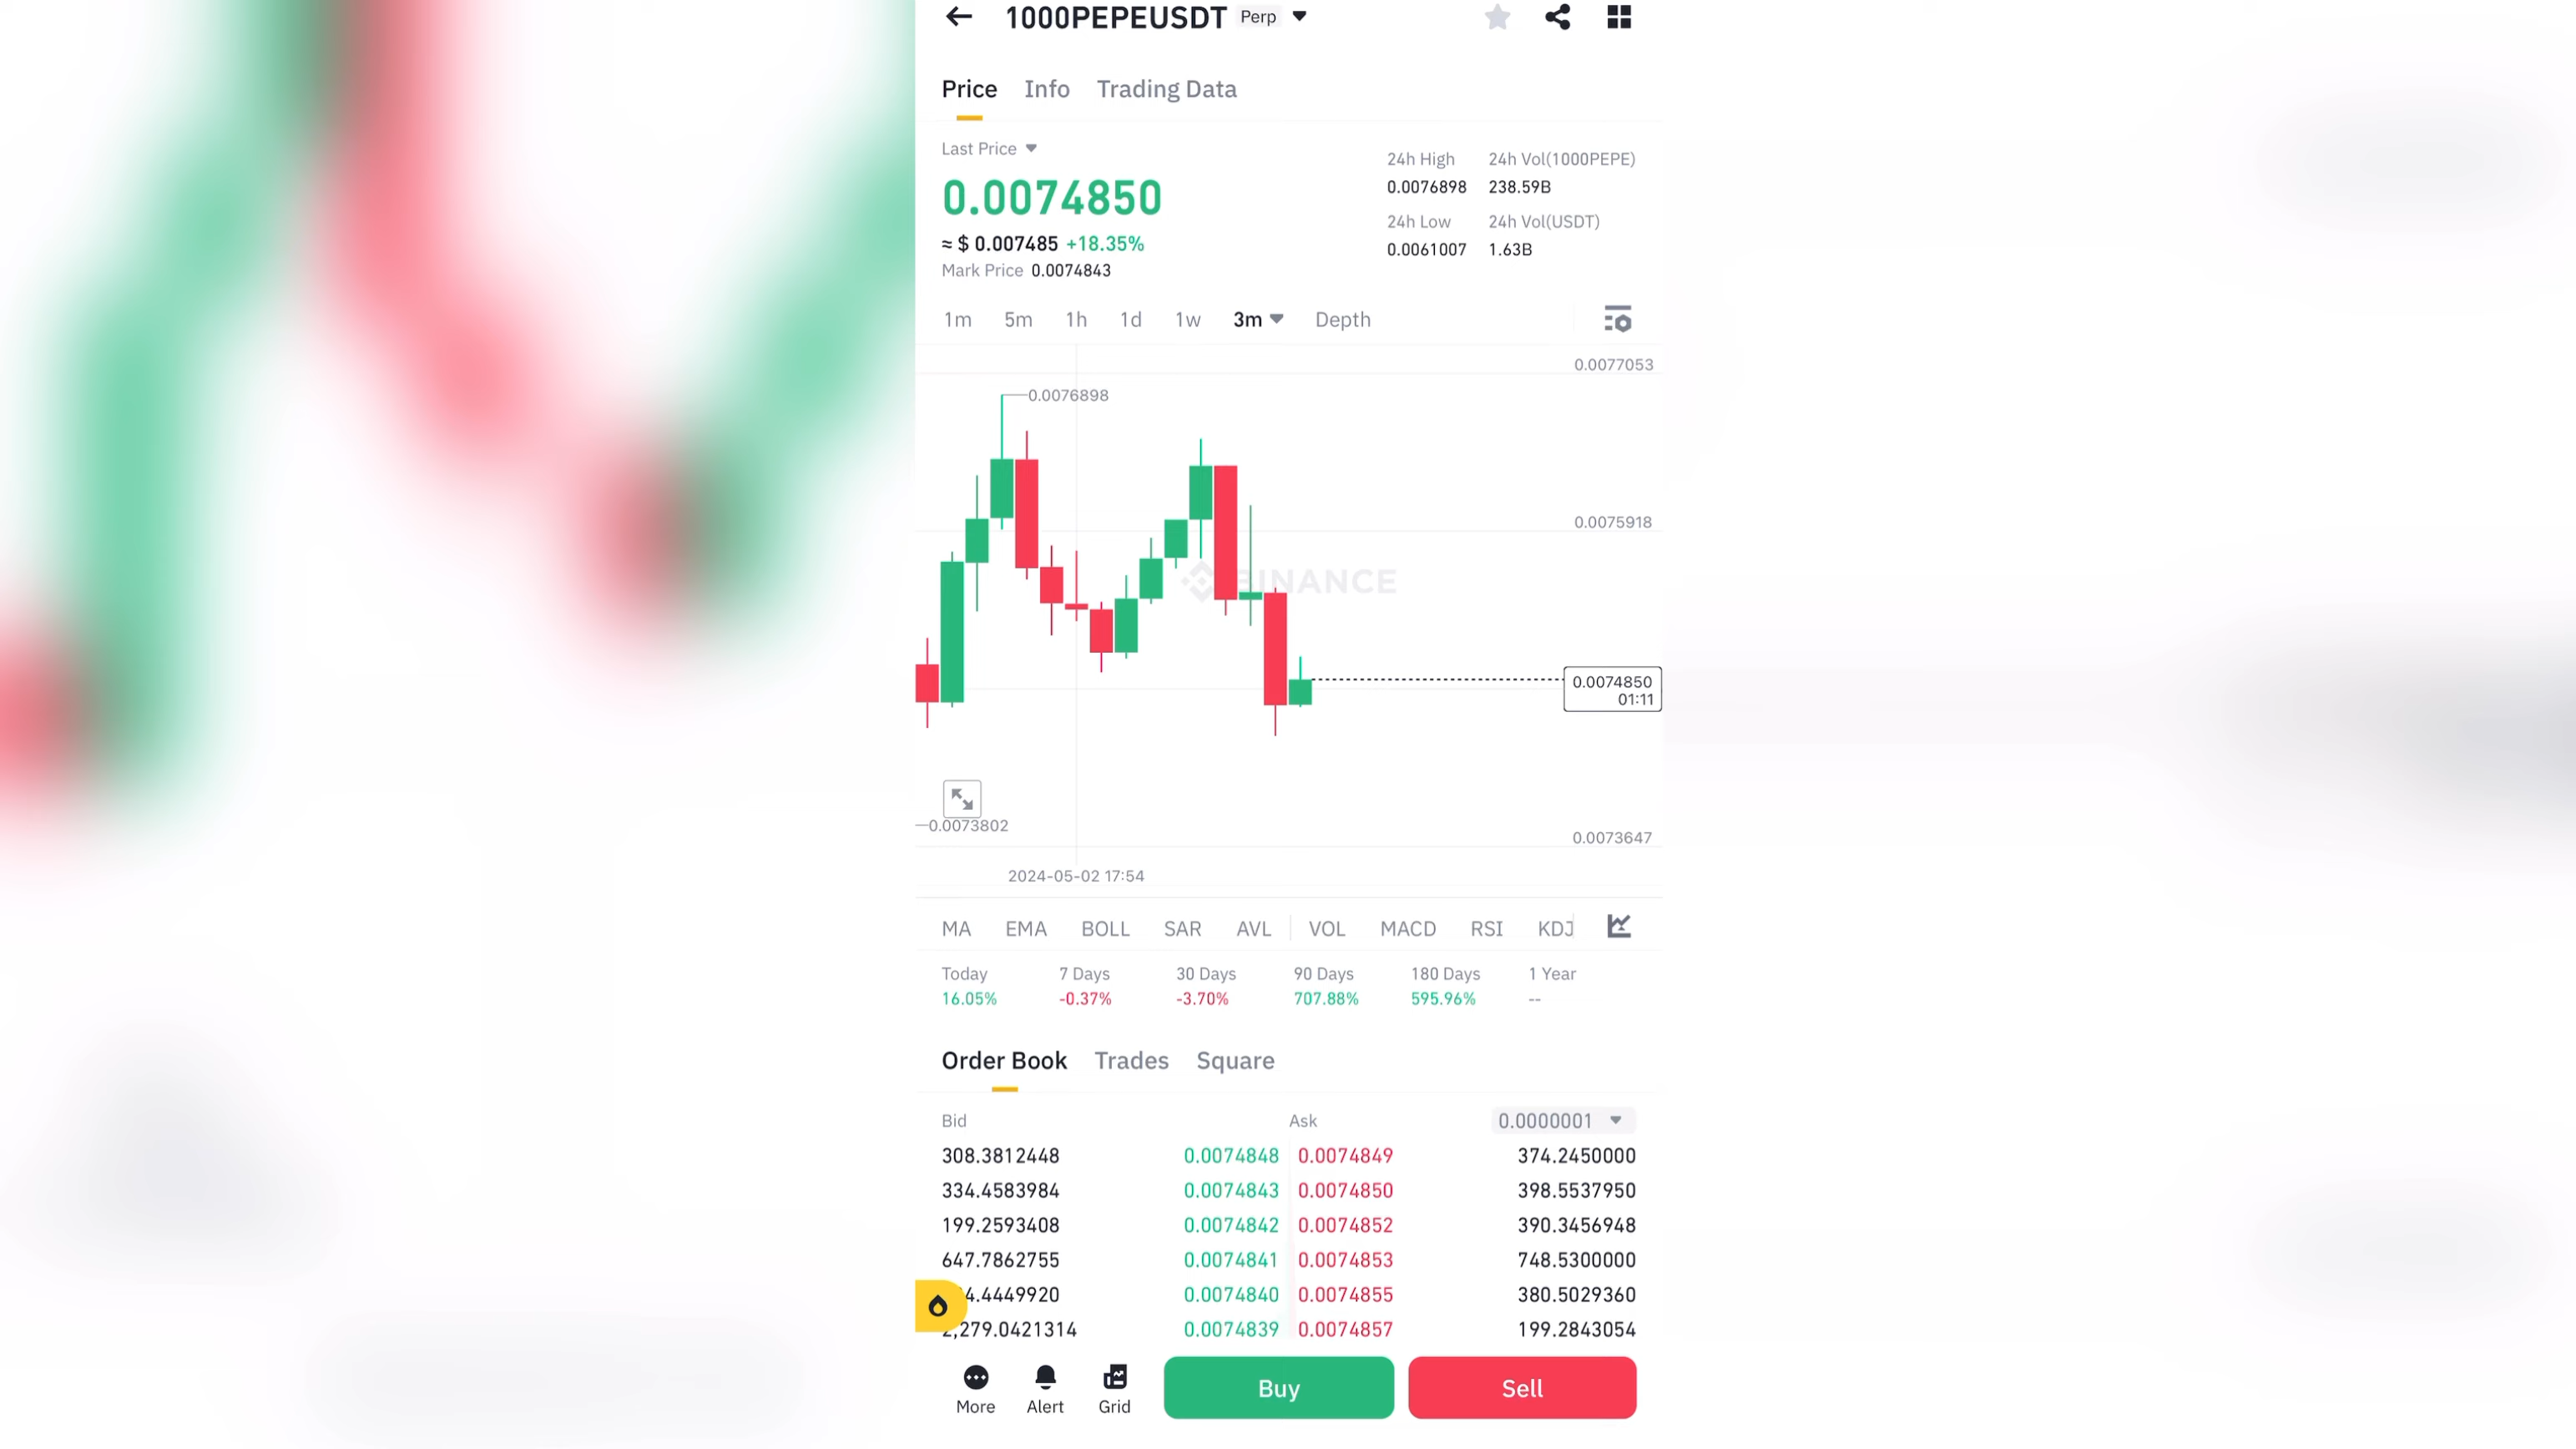 1000PEPEUSDT Perp
Price Info Trading Data
Last Price
0.0074850
≈ $ 0.007485 +18.35%
Mark Price 0.0074843
24h High 24h Vol(1000PEPE)
0.0076898 238.59B
24h Low 24h Vol(USDT)
0.0061007 1.63B
1m 5m 1h 1d 1w 3m Depth
0.0077053
0.0076898
0.0075918
BINANCE
0.0074850
01:11
0.0073802
0.0073647
2024-05-02 17:54
MA EMA BOLL SAR AVL VOL MACD RSI KDJ
Today 7 Days 30 Days 90 Days 180 Days 1 Year
16.05% -0.37% -3.70% 707.88% 595.96% --
Order Book Trades Square
Bid Ask 0.0000001
308.3812448 0.0074848 0.0074849 374.2450000
334.4583984 0.0074843 0.0074850 398.5537950
199.2593408 0.0074842 0.0074852 390.3456948
647.7862755 0.0074841 0.0074853 748.5300000
4.4449920 0.0074840 0.0074855 380.5029360
2,279.0421314 0.0074839 0.0074857 199.2843054
More Alert Grid Buy Sell